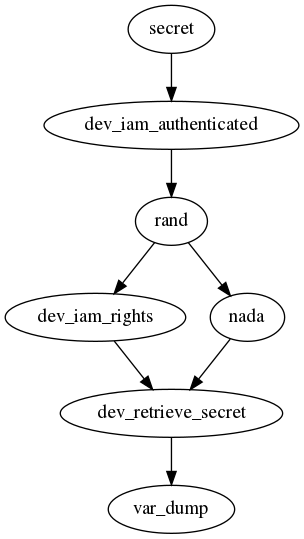 secret
dev_iam_authenticated
rand
dev_iam_rights
nada
dev_retrieve_secret
var_dump